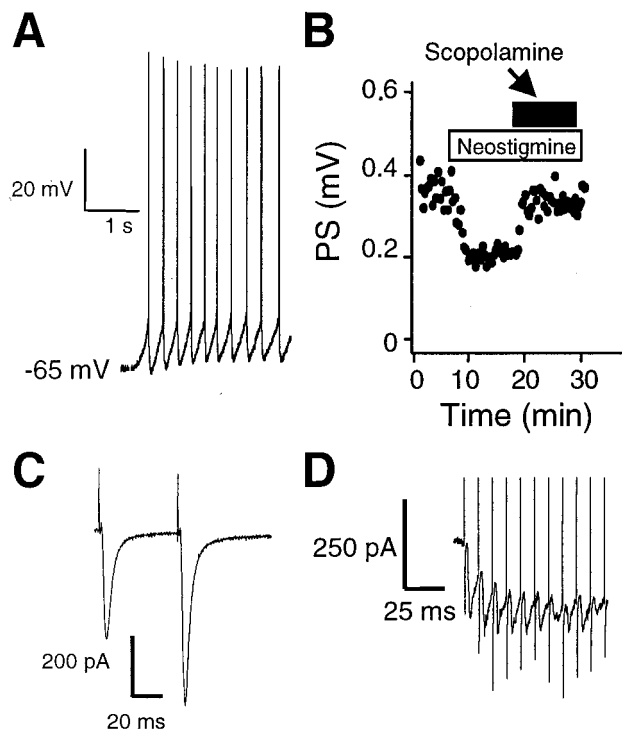 A
20 mV
1 s
-65 mV
B
Scopolamine
Neostigmine
PS (mV)
0.6
0.4
0.2
0
0 10 20 30
Time (min)
C
200 pA
20 ms
D
250 pA
25 ms